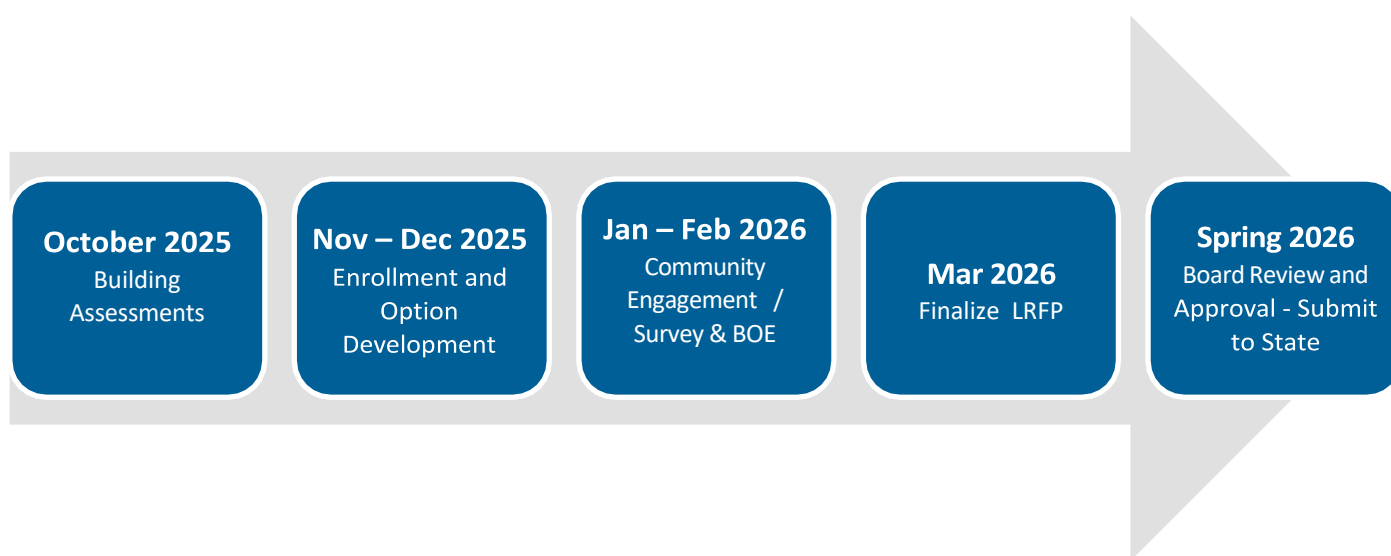 October 2025
Building
Assessments
Nov – Dec 2025
Enrollment and
Option
Development
Jan – Feb 2026
Community
Engagement /
Survey & BOE
Mar 2026
Finalize LRFP
Spring 2026
Board Review and
Approval - Submit
to State